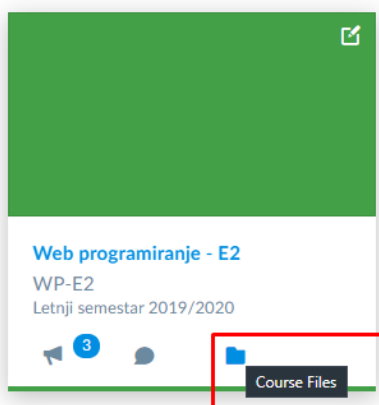 Web programiranje - E2
WP-E2
Letnji semestar 2019/2020
3
Course Files